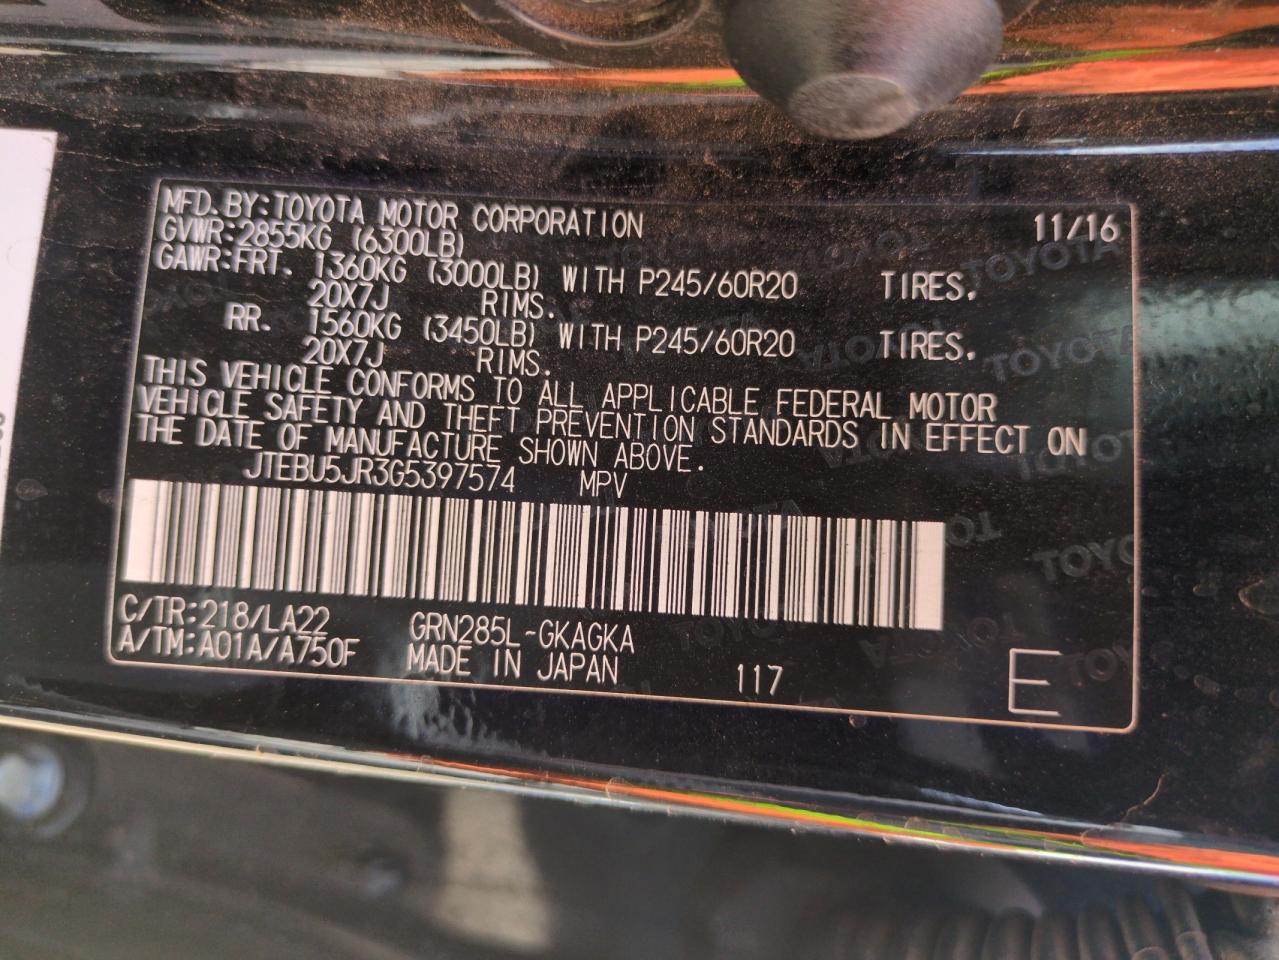 MFD.BY:TOYOTA MOTOR CORPORATION 11/16
GVWR:2855KG (6300LB)
GAWR:FRT. 1360KG (3000LB) WITH P245/60R20 TIRES,
20X7J RIMS.
RR. 1560KG (3450LB) WITH P245/60R20 TIRES.
20X7J RIMS.
THIS VEHICLE CONFORMS TO ALL APPLICABLE FEDERAL MOTOR
VEHICLE SAFETY AND THEFT PREVENTION STANDARDS IN EFFECT ON
THE DATE OF MANUFACTURE SHOWN ABOVE.
JTEBU5JR3G5397574 MPV
C/TR:218/LA22 GRN285L-GKAGKA
A/TM:A01A/A750F MADE IN JAPAN 117 E